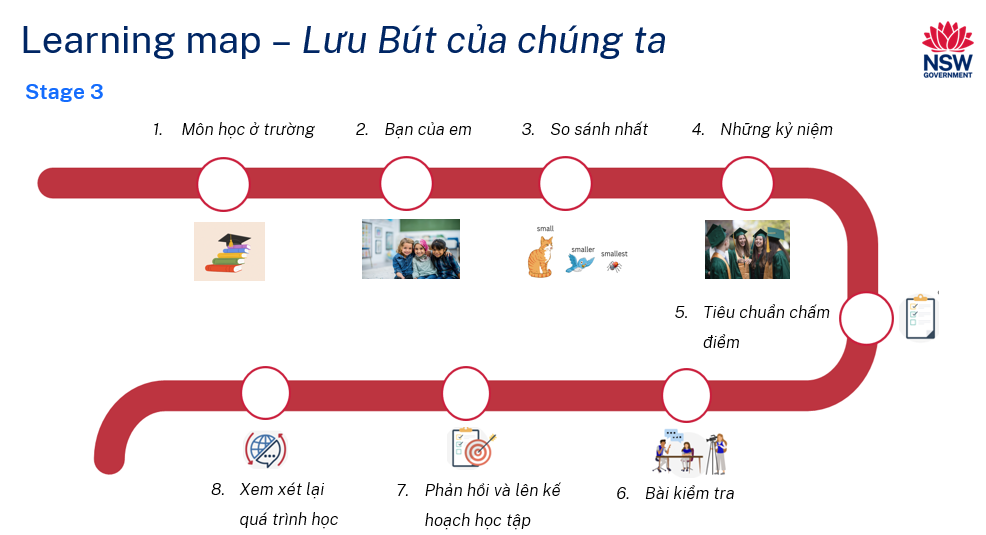 Learning map – Lưu Bút của chúng ta
NSW
GOVERNMENT
Stage 3
1. Môn học ở trường
2. Bạn của em
3. So sánh nhất
4. Những kỷ niệm
small
smaller
smallest
5. Tiêu chuẩn chấm
điểm
8. Xem xét lại
quá trình học
7. Phản hồi và lên kế
hoạch học tập
6. Bài kiểm tra